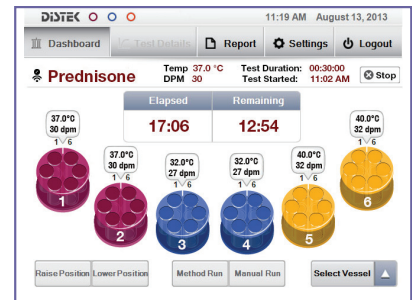 DISTEK 11:19 AM August 13, 2013
Dashboard Test Details Report Settings Logout
Prednisone
Temp 37.0 °C Test Duration: 00:30:00
DPM 30 Test Started: 11:02 AM
Stop
Elapsed Remaining
17:06 12:54
37.0°C
30 dpm
1 6
1
37.0°C
30 dpm
1 6
2
32.0°C
27 dpm
1 6
3
32.0°C
27 dpm
1 6
4
40.0°C
32 dpm
1 6
5
40.0°C
32 dpm
1 6
6
Raise Position Lower Position Method Run Manual Run Select Vessel